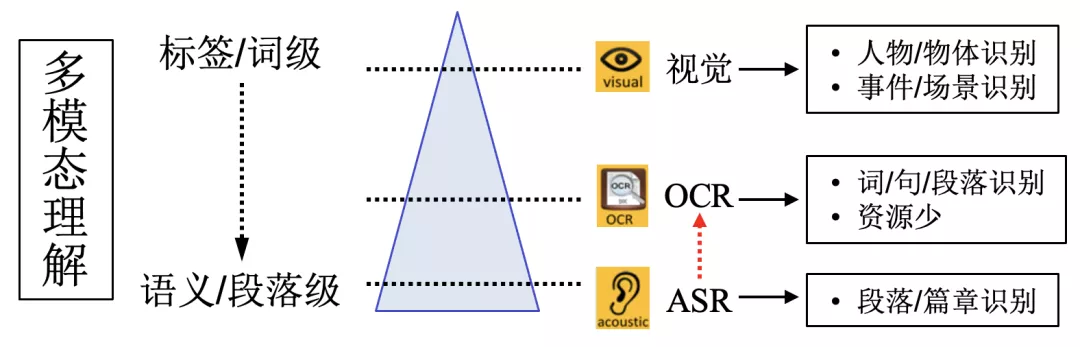 多模态理解
标签/词级
语义/段落级
visual
视觉
• 人物/物体识别
• 事件/场景识别
OCR
OCR
OCR
• 词/句/段落识别
• 资源少
acoustic
ASR
• 段落/篇章识别